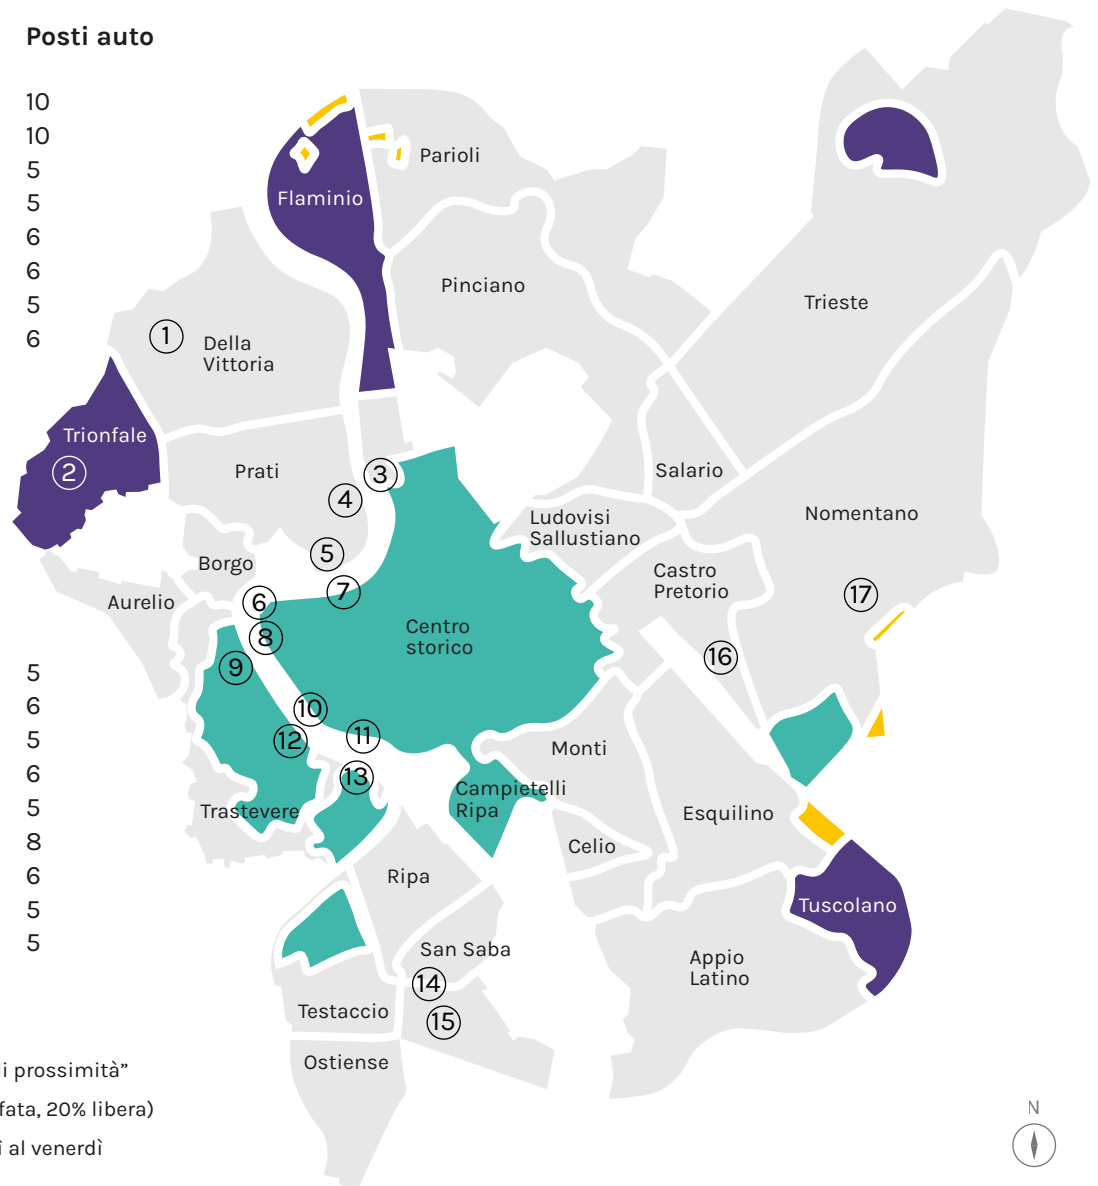 Posti auto
10
10
5
5
6
6
5
6
5
6
5
6
5
8
6
5
5
Parioli
Flaminio
Pinciano
Trieste
1
Della
Vittoria
Trionfale
2
Prati
3
4
Salario
Ludovisi
Sallustiano
Nomentano
Borgo
5
Castro
Pretorio
Aurelio
6
7
17
Centro
storico
8
9
16
10
11
12
Monti
13
Campietelli
Ripa
Trastevere
Esquilino
Celio
Ripa
Tuscolano
San Saba
Appio
Latino
14
Testaccio
15
Ostiense
di prossimità”
fata, 20% libera)
ì al venerdì
N